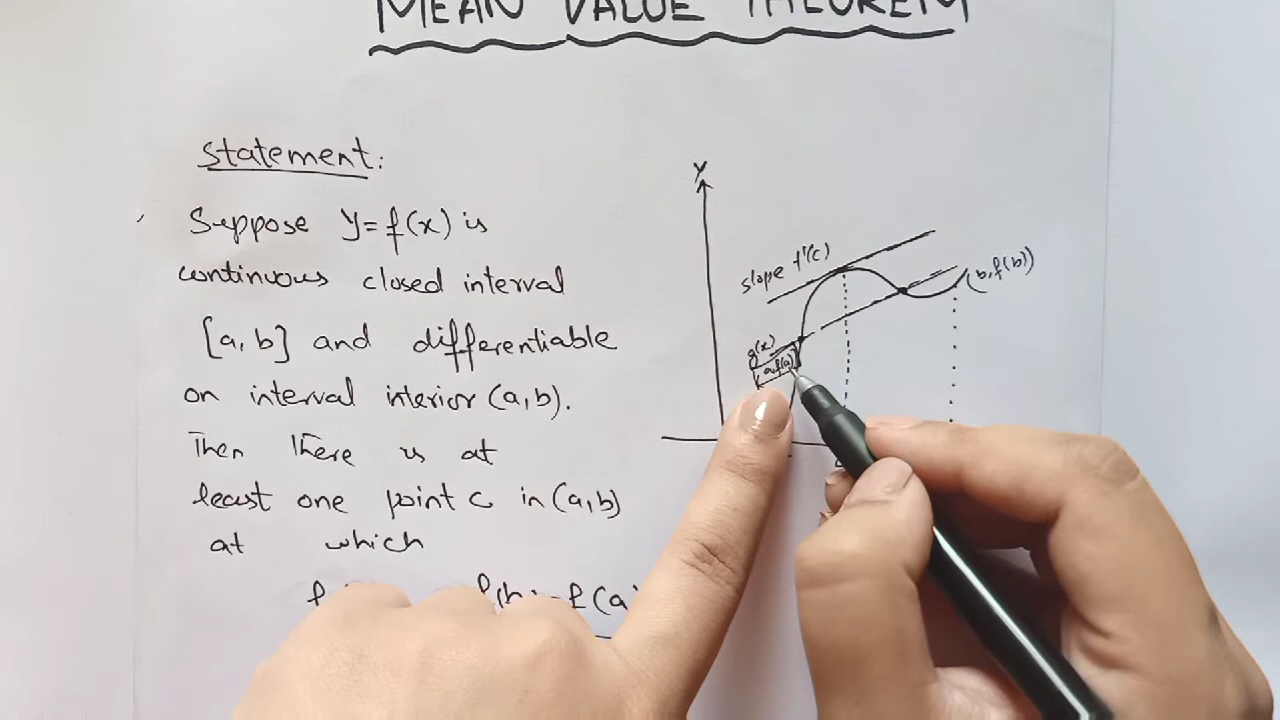 MEAN VALUE THEOREM
Statement:
Suppose y=f(x) is
continuous closed interval
[a,b] and differentiable
on interval interior (a,b).
Then there is at
least one point c in (a,b)
at which
f(b)-f(a)
Y
slope f'(c)
(b,f(b))
g(x)
a,f(a)